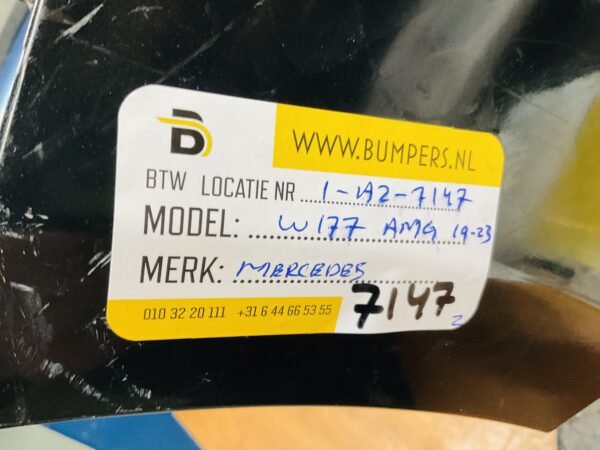 B
WWW.BUMPERS.NL
BTW LOCATIE NR 1-A2-7147
MODEL: W177 AMG 19-23
MERK: MERCEDES
010 32 20 111 +31 6 44 66 53 55 7147
2